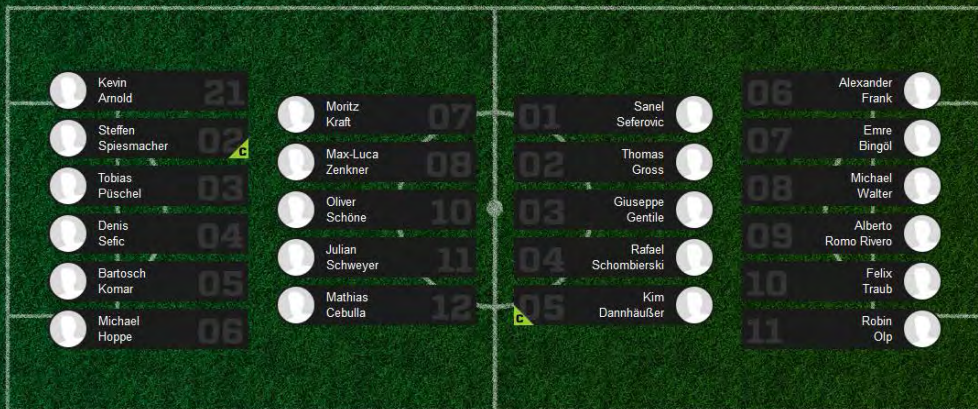 Kevin
Arnold
21
Steffen
Spiesmacher
02
C
Tobias
Püschel
03
Denis
Sefic
04
Bartosch
Komar
05
Michael
Hoppe
06
Moritz
Kraft
07
Max-Luca
Zenkner
08
Oliver
Schöne
10
Julian
Schweyer
11
Mathias
Cebulla
12
01
Sanel
Seferovic
02
Thomas
Gross
03
Giuseppe
Gentile
04
Rafael
Schombierski
05
C
Kim
Dannhäußer
06
Alexander
Frank
07
Emre
Bingöl
08
Michael
Walter
09
Alberto
Romo Rivero
10
Felix
Traub
11
Robin
Olp